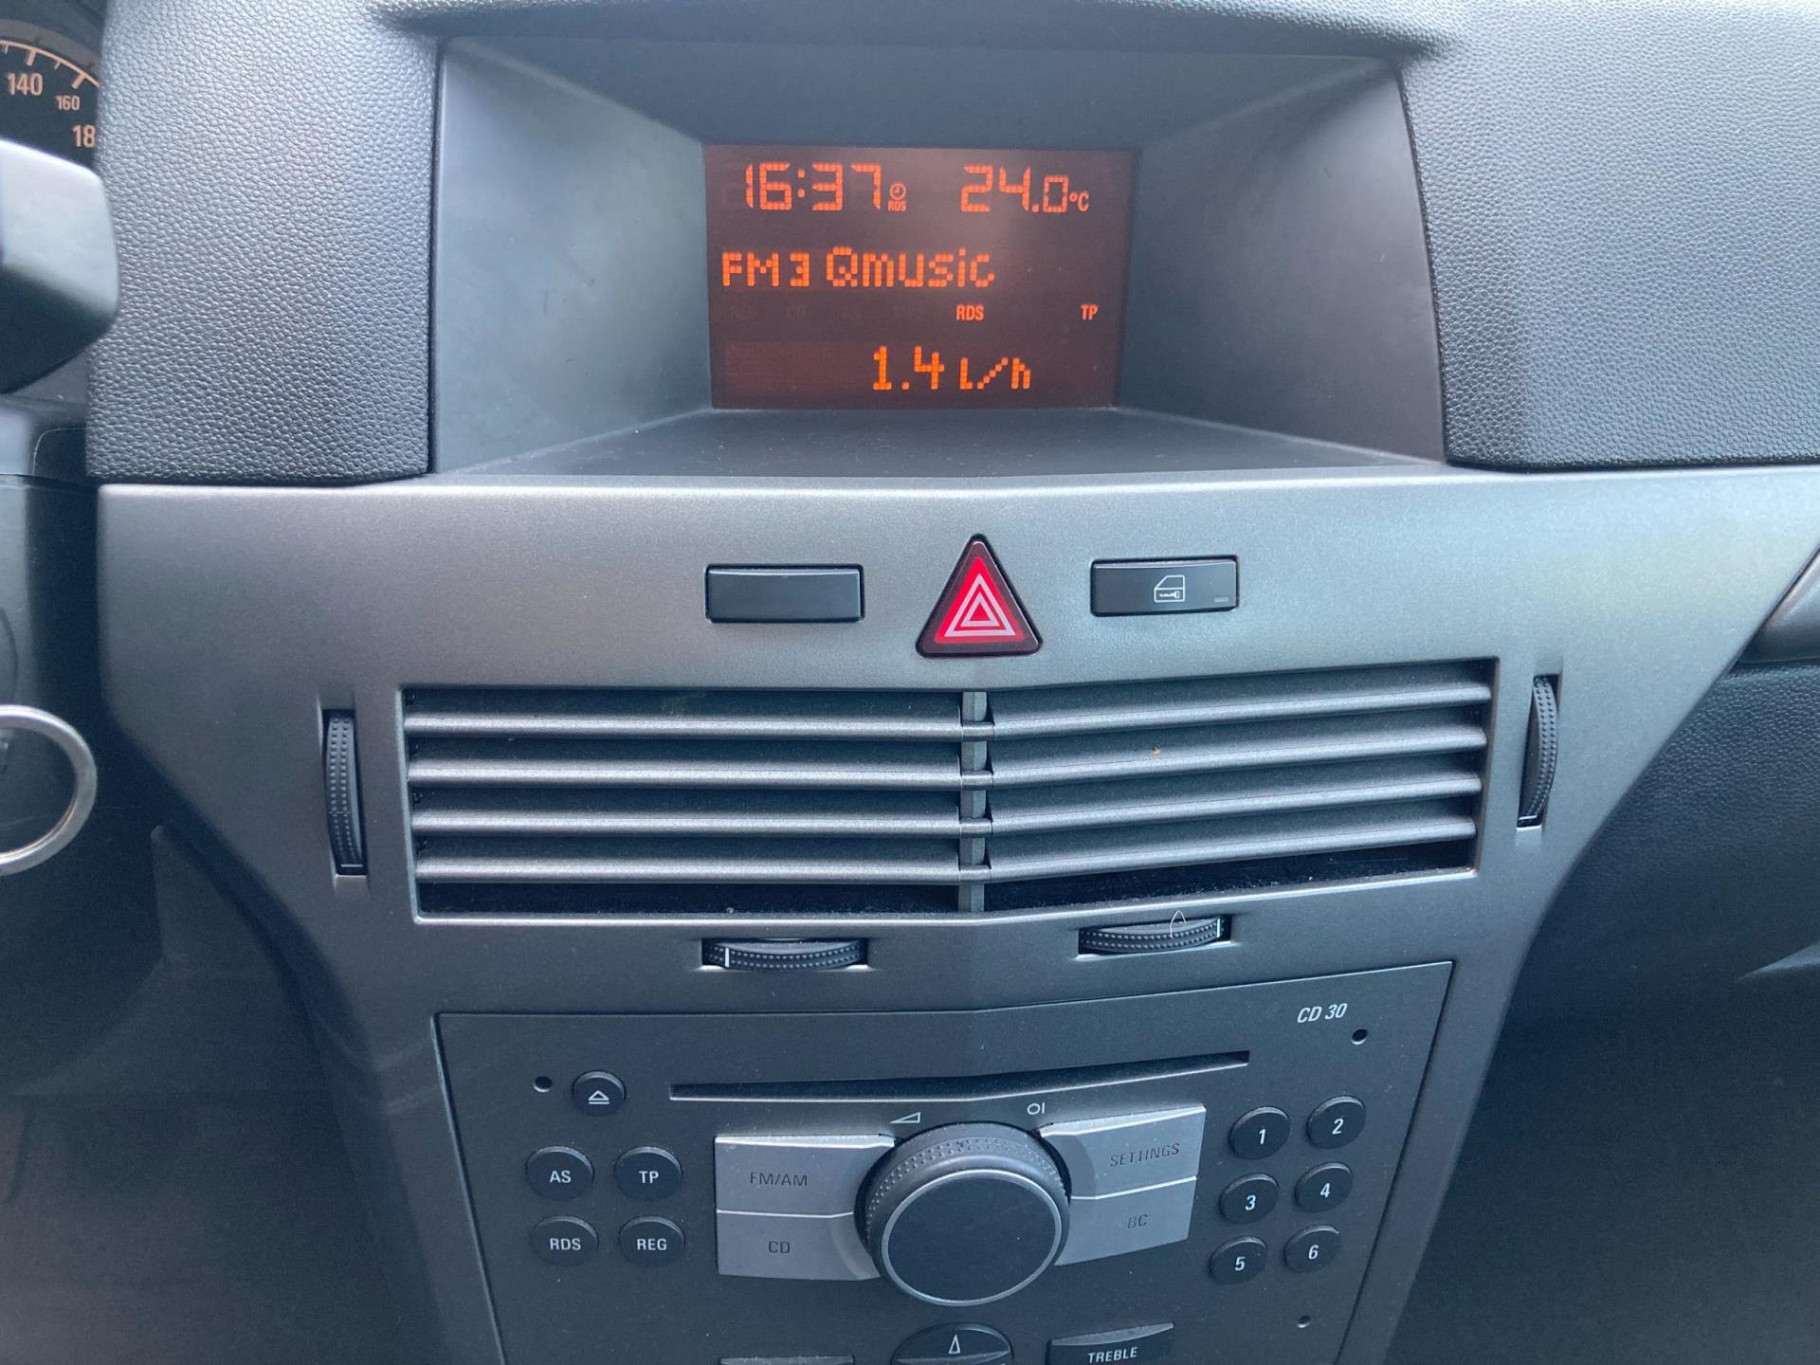 140
160
18
16:37 RDS 24.0°C
FM3 Qmusic
RDS TP
1.4 L/h
CD 30
AS TP
RDS REG
FM/AM
CD
SETTINGS
BC
1 2
3 4
5 6
TREBLE